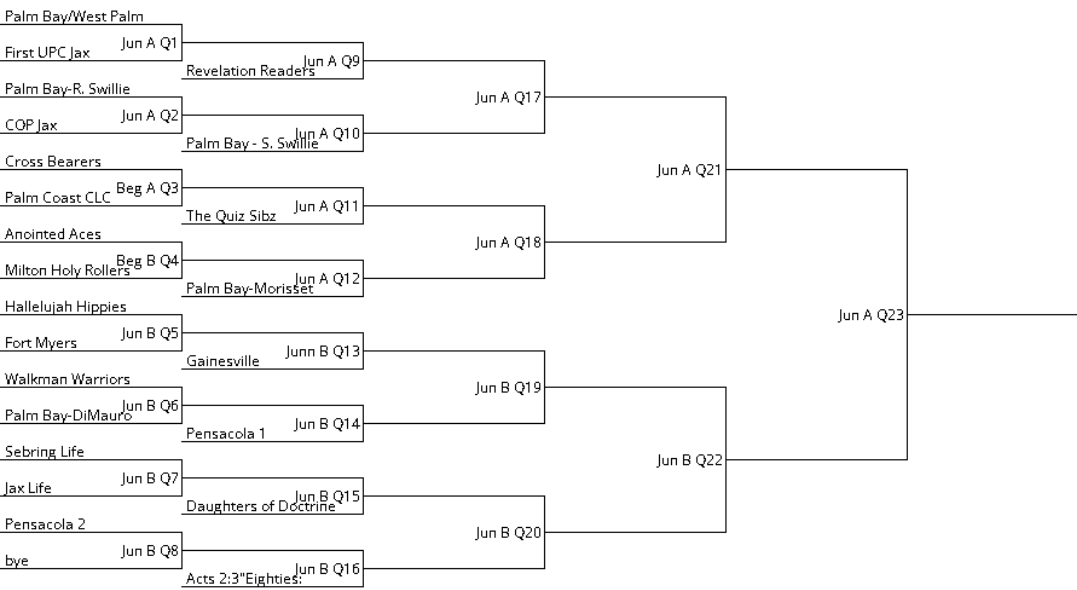 Palm Bay/West Palm
Jun A Q1
First UPC Jax
Jun A Q9
Revelation Readers
Palm Bay-R. Swillie
Jun A Q17
Jun A Q2
COP Jax
Jun A Q10
Palm Bay - S. Swillie
Cross Bearers
Jun A Q21
Beg A Q3
Palm Coast CLC
Jun A Q11
The Quiz Sibz
Anointed Aces
Jun A Q18
Beg B Q4
Milton Holy Rollers
Jun A Q12
Palm Bay-Morisset
Hallelujah Hippies
Jun A Q23
Jun B Q5
Fort Myers
Junn B Q13
Gainesville
Walkman Warriors
Jun B Q19
Jun B Q6
Palm Bay-DiMauro
Jun B Q14
Pensacola 1
Sebring Life
Jun B Q22
Jun B Q7
Jax Life
Jun B Q15
Daughters of Doctrine
Pensacola 2
Jun B Q20
Jun B Q8
bye
Jun B Q16
Acts 2:3"Eighties: